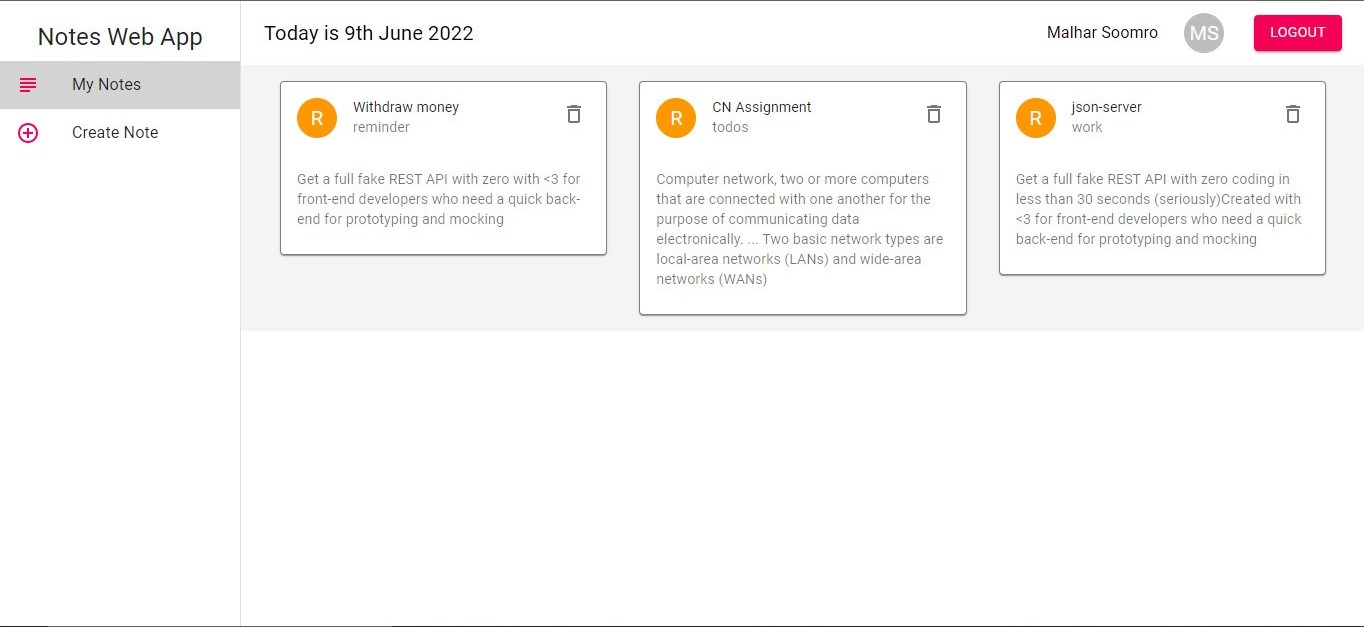 Notes Web App
My Notes
Create Note
Today is 9th June 2022
Malhar Soomro
MS
LOGOUT
R
Withdraw money
reminder
Get a full fake REST API with zero with <3 for
front-end developers who need a quick back-
end for prototyping and mocking
R
CN Assignment
todos
Computer network, two or more computers
that are connected with one another for the
purpose of communicating data
electronically. ... Two basic network types are
local-area networks (LANs) and wide-area
networks (WANs)
R
json-server
work
Get a full fake REST API with zero coding in
less than 30 seconds (seriously)Created with
<3 for front-end developers who need a quick
back-end for prototyping and mocking